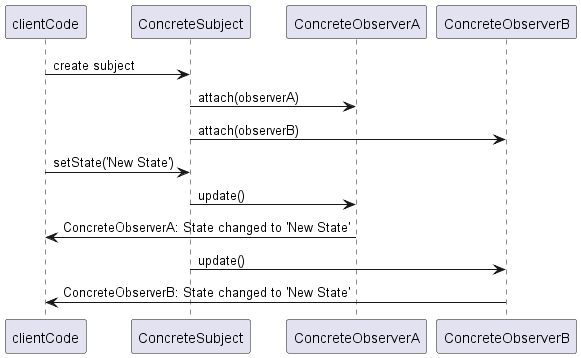 clientCode ConcreteSubject ConcreteObserverA ConcreteObserverB
create subject
attach(observerA)
attach(observerB)
setState('New State')
update()
ConcreteObserverA: State changed to 'New State'
update()
ConcreteObserverB: State changed to 'New State'
clientCode ConcreteSubject ConcreteObserverA ConcreteObserverB